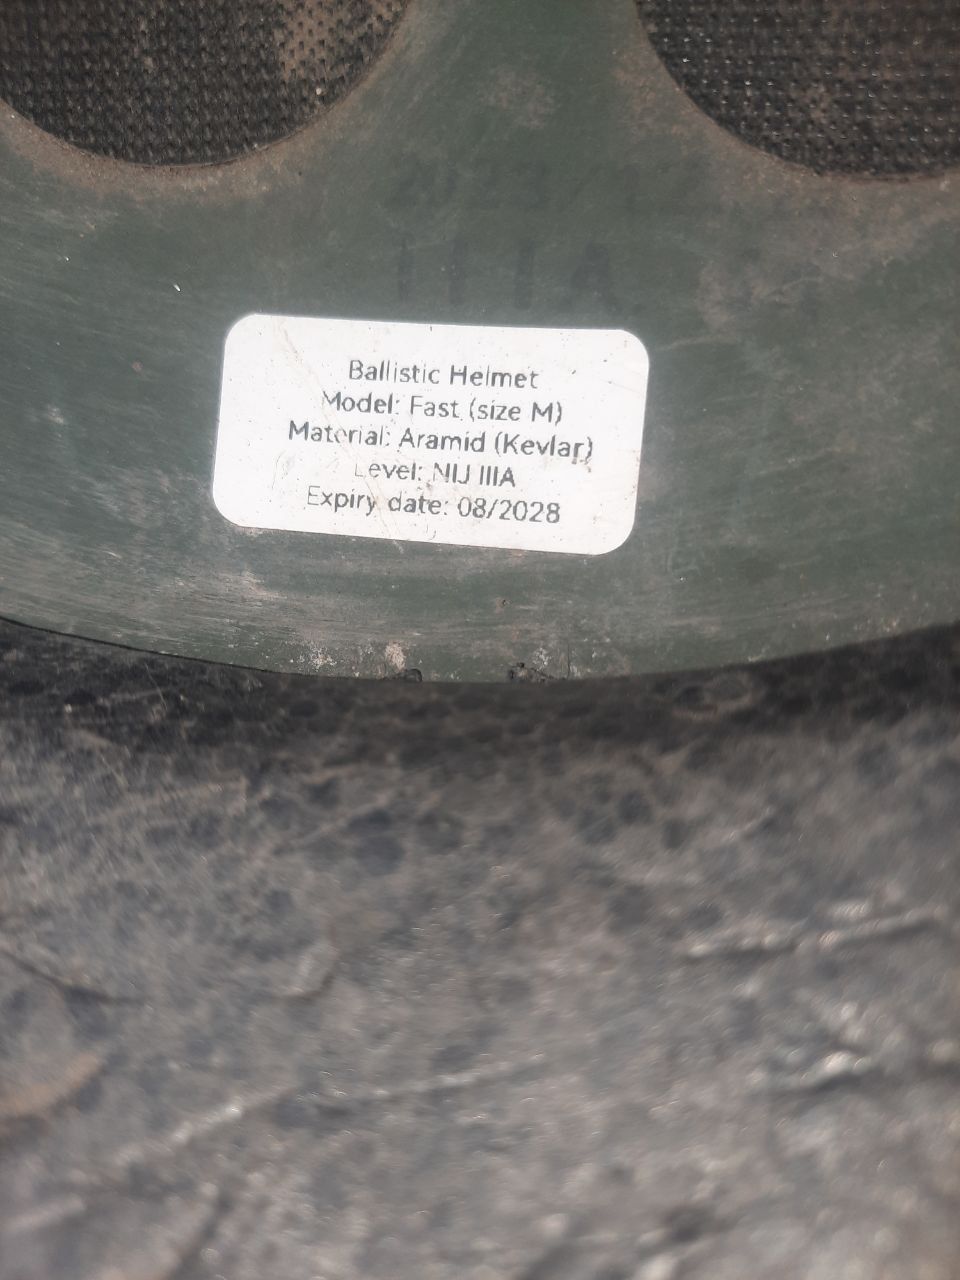 IIIA
Ballistic Helmet
Model: Fast (size M)
Material: Aramid (Kevlar)
Level: NIJ IIIA
Expiry date: 08/2028